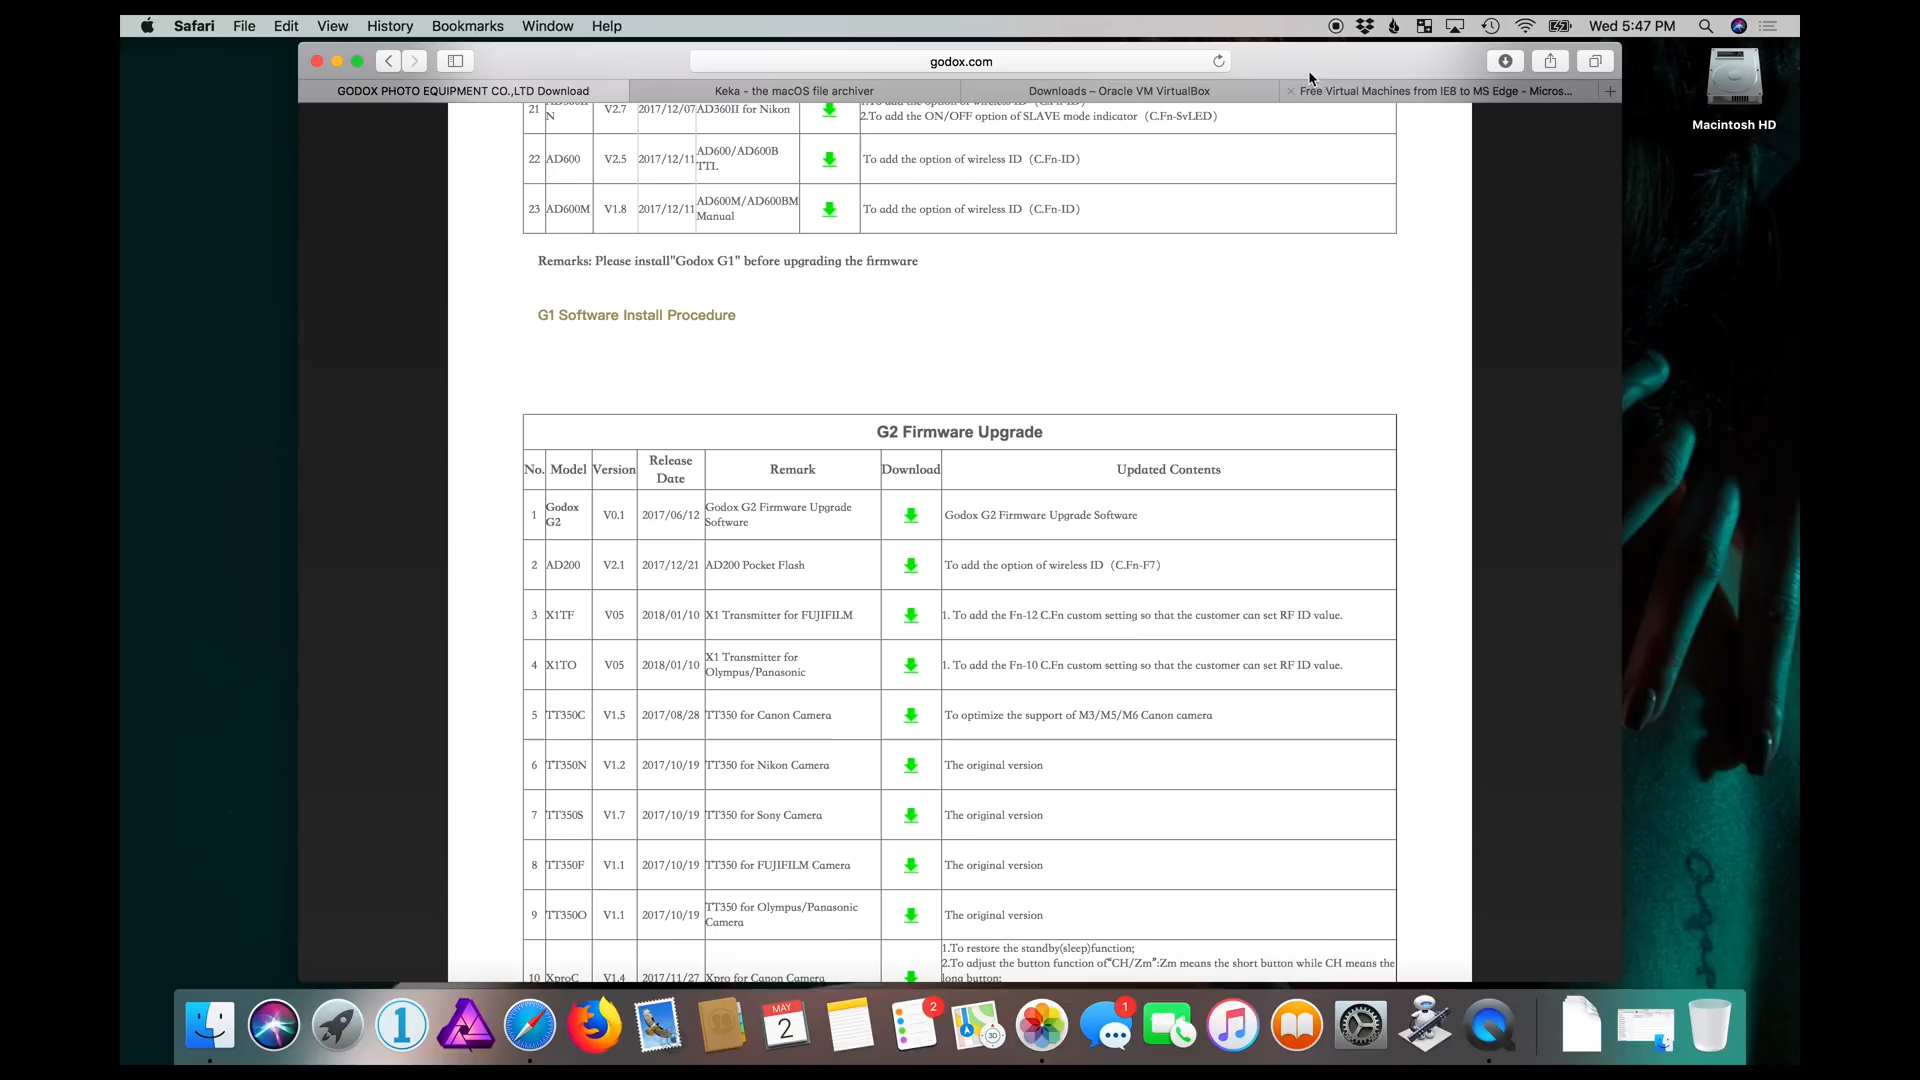 Safari File Edit View History Bookmarks Window Help Wed 5:47 PM
godox.com
GODOX PHOTO EQUIPMENT CO.,LTD Download Keka - the macOS file archiver Downloads – Oracle VM VirtualBox Free Virtual Machines from IE8 to MS Edge - Micros...
Macintosh HD
21 N V2.7 2017/12/07 AD360II for Nikon
2.To add the ON/OFF option of SLAVE mode indicator（C.Fn-SvLED）
22 AD600 V2.5 2017/12/11 AD600/AD600B To add the option of wireless ID（C.Fn-ID）
TTL
23 AD600M V1.8 2017/12/11 AD600M/AD600BM To add the option of wireless ID（C.Fn-ID）
Manual
Remarks: Please install"Godox G1" before upgrading the firmware
G1 Software Install Procedure
G2 Firmware Upgrade
No. Model Version Release Date Remark Download Updated Contents
1 Godox G2 V0.1 2017/06/12 Godox G2 Firmware Upgrade Godox G2 Firmware Upgrade Software
Software
2 AD200 V2.1 2017/12/21 AD200 Pocket Flash To add the option of wireless ID（C.Fn-F7）
3 X1TF V05 2018/01/10 X1 Transmitter for FUJIFILM 1. To add the Fn-12 C.Fn custom setting so that the customer can set RF ID value.
4 X1TO V05 2018/01/10 X1 Transmitter for 1. To add the Fn-10 C.Fn custom setting so that the customer can set RF ID value.
Olympus/Panasonic
5 TT350C V1.5 2017/08/28 TT350 for Canon Camera To optimize the support of M3/M5/M6 Canon camera
6 TT350N V1.2 2017/10/19 TT350 for Nikon Camera The original version
7 TT350S V1.7 2017/10/19 TT350 for Sony Camera The original version
8 TT350F V1.1 2017/10/19 TT350 for FUJIFILM Camera The original version
9 TT350O V1.1 2017/10/19 TT350 for Olympus/Panasonic The original version
Camera
1.To restore the standby(sleep)function;
2.To adjust the button function of“CH/Zm”:Zm means the short button while CH means the
10 XproC V1.4 2017/11/27 Xpro for Canon Camera long button;
1 MAY 2 2 3D 1